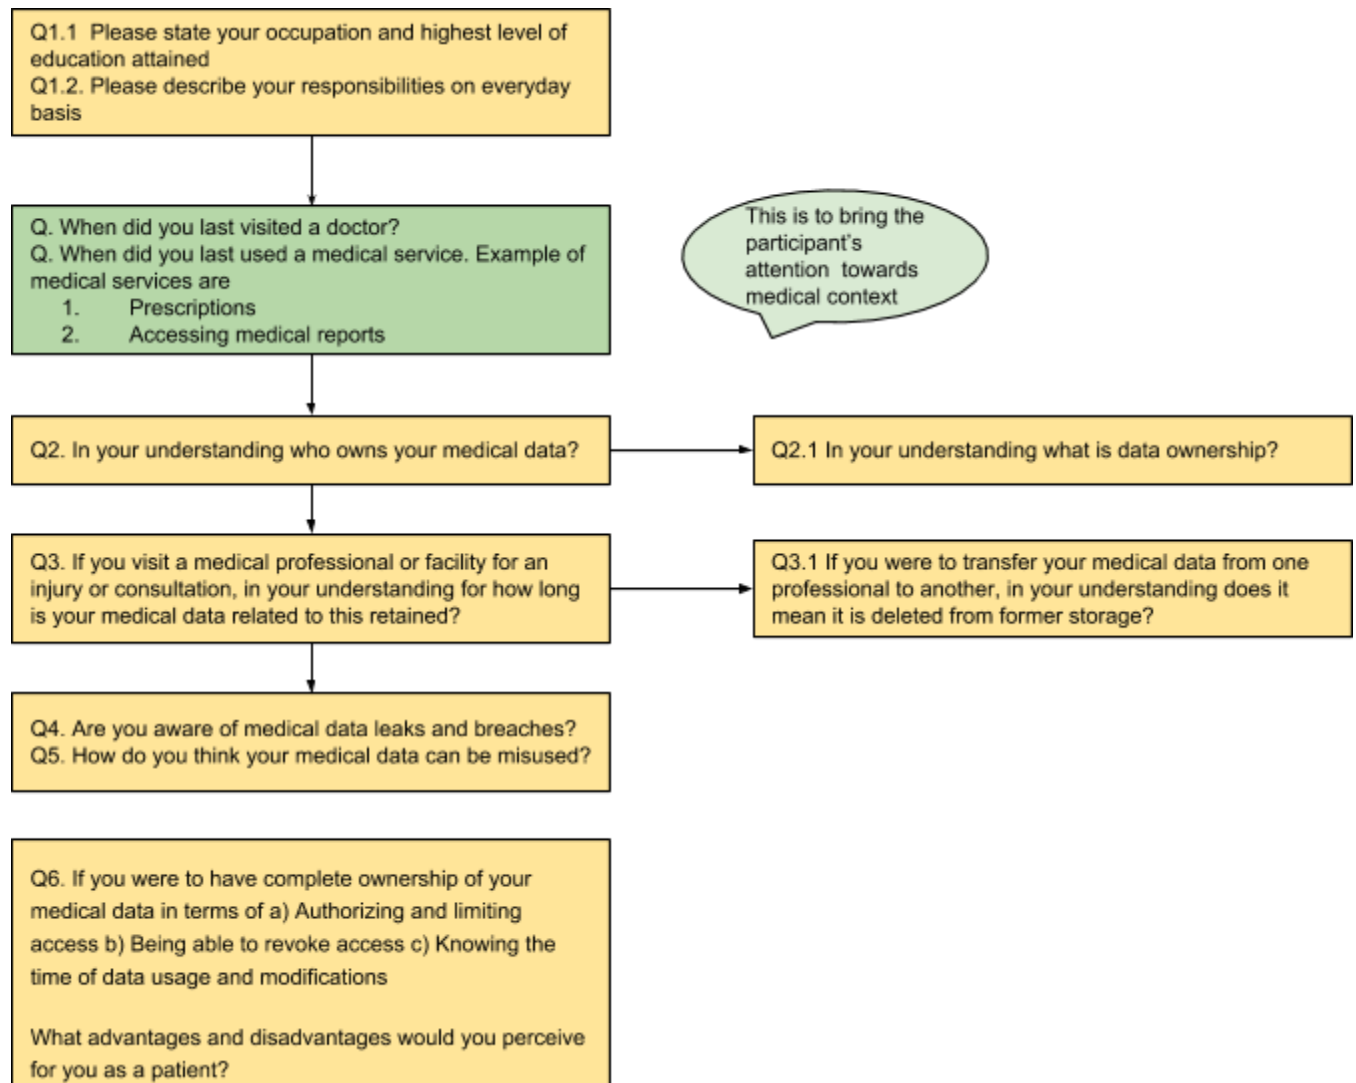 Q1.1 Please state your occupation and highest level of
education attained
Q1.2. Please describe your responsibilities on everyday
basis
Q. When did you last visited a doctor?
Q. When did you last used a medical service. Example of
medical services are
1. Prescriptions
2. Accessing medical reports
This is to bring the
participant's
attention towards
medical context
Q2. In your understanding who owns your medical data?
Q2.1 In your understanding what is data ownership?
Q3. If you visit a medical professional or facility for an
injury or consultation, in your understanding for how long
is your medical data related to this retained?
Q3.1 If you were to transfer your medical data from one
professional to another, in your understanding does it
mean it is deleted from former storage?
Q4. Are you aware of medical data leaks and breaches?
Q5. How do you think your medical data can be misused?
Q6. If you were to have complete ownership of your
medical data in terms of a) Authorizing and limiting
access b) Being able to revoke access c) Knowing the
time of data usage and modifications
What advantages and disadvantages would you perceive
for you as a patient?